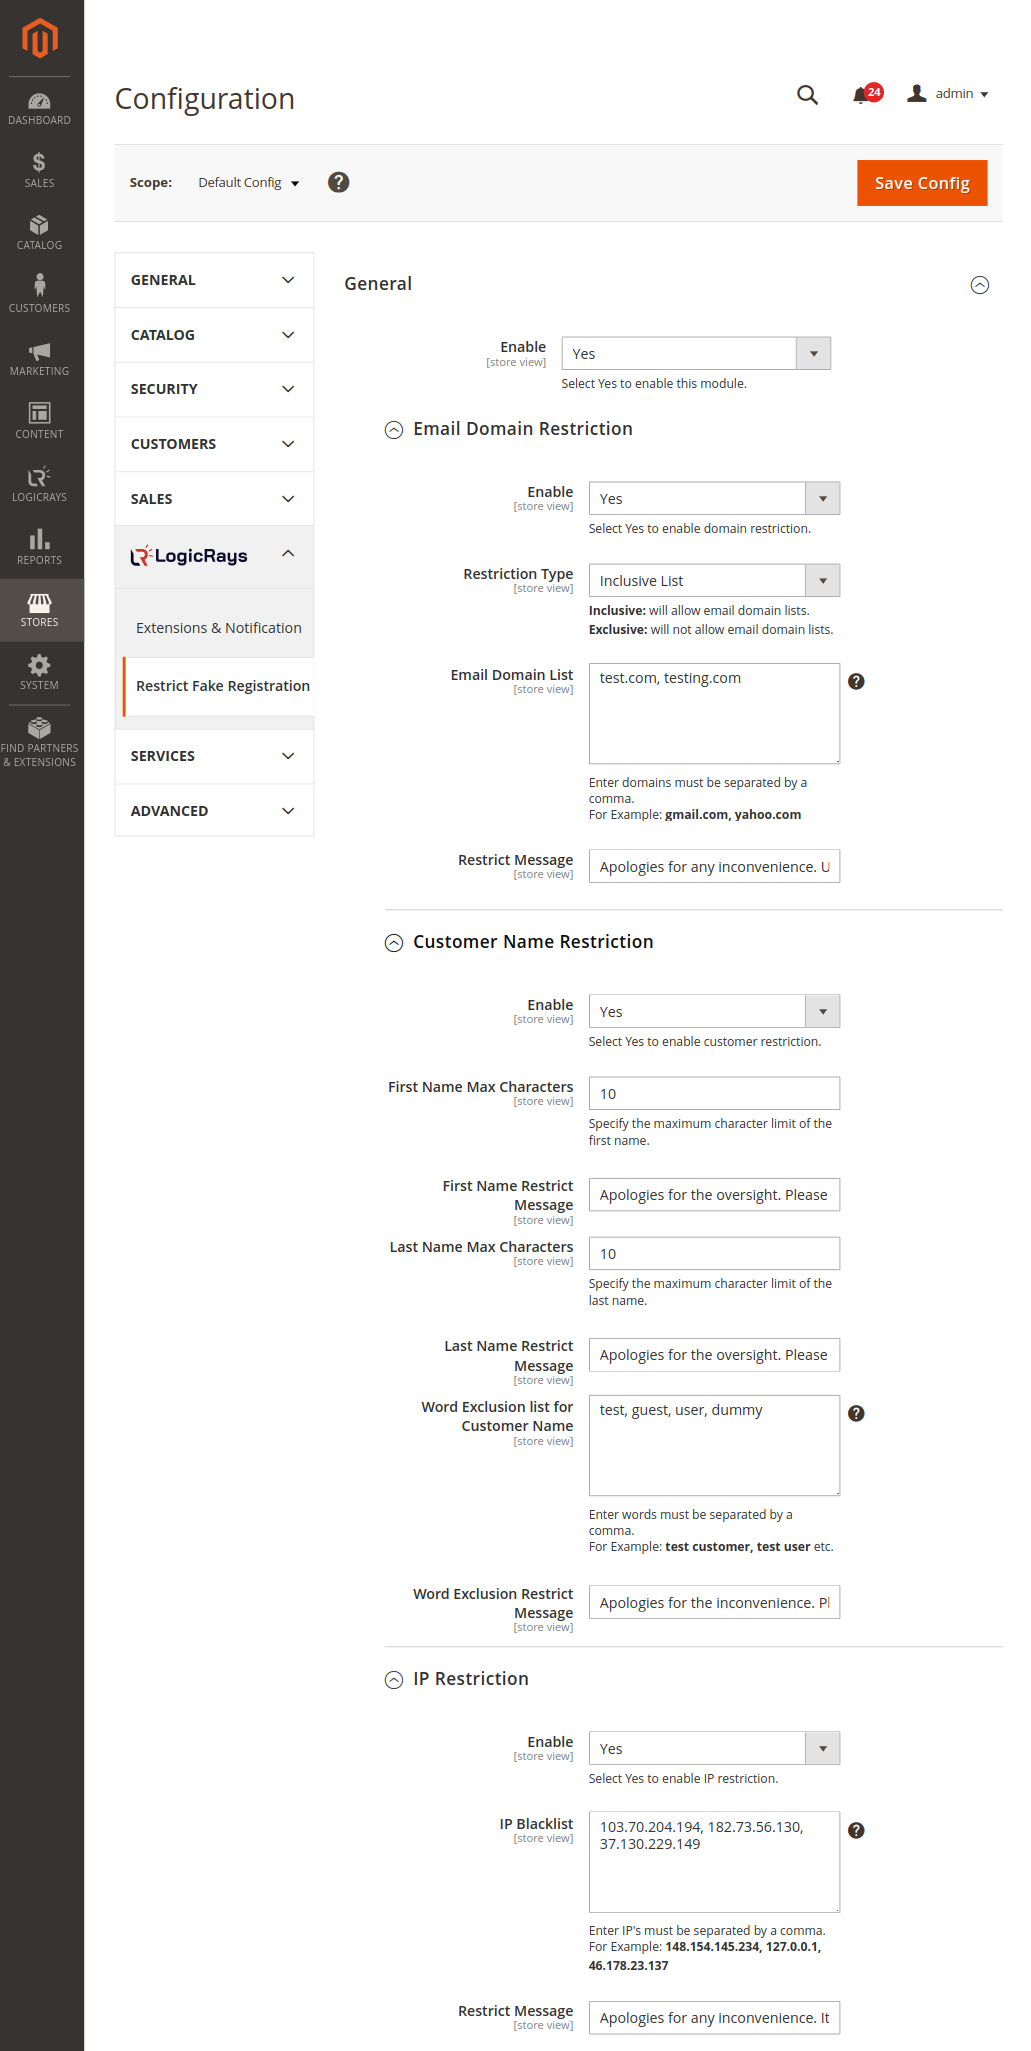 DASHBOARD
SALES
CATALOG
CUSTOMERS
MARKETING
CONTENT
LOGICRAYS
REPORTS
STORES
SYSTEM
FIND PARTNERS
& EXTENSIONS
Configuration
24
admin
Scope:
Default Config
?
Save Config
GENERAL
CATALOG
SECURITY
CUSTOMERS
SALES
LogicRays
Extensions & Notification
Restrict Fake Registration
SERVICES
ADVANCED
General
Enable
[store view]
Yes
Select Yes to enable this module.
Email Domain Restriction
Enable
[store view]
Yes
Select Yes to enable domain restriction.
Restriction Type
[store view]
Inclusive List
Inclusive: will allow email domain lists.
Exclusive: will not allow email domain lists.
Email Domain List
[store view]
test.com, testing.com
?
Enter domains must be separated by a
comma.
For Example: gmail.com, yahoo.com
Restrict Message
[store view]
Apologies for any inconvenience. U
Customer Name Restriction
Enable
[store view]
Yes
Select Yes to enable customer restriction.
First Name Max Characters
[store view]
10
Specify the maximum character limit of the
first name.
First Name Restrict
Message
[store view]
Apologies for the oversight. Please
Last Name Max Characters
[store view]
10
Specify the maximum character limit of the
last name.
Last Name Restrict
Message
[store view]
Apologies for the oversight. Please
Word Exclusion list for
Customer Name
[store view]
test, guest, user, dummy
?
Enter words must be separated by a
comma.
For Example: test customer, test user etc.
Word Exclusion Restrict
Message
[store view]
Apologies for the inconvenience. Pl
IP Restriction
Enable
[store view]
Yes
Select Yes to enable IP restriction.
IP Blacklist
[store view]
103.70.204.194, 182.73.56.130,
37.130.229.149
?
Enter IP's must be separated by a comma.
For Example: 148.154.145.234, 127.0.0.1,
46.178.23.137
Restrict Message
[store view]
Apologies for any inconvenience. It